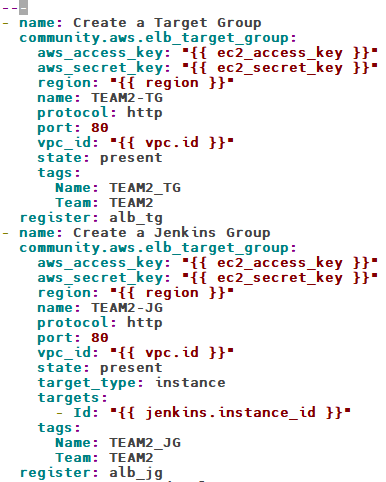 ---
- name: Create a Target Group
  community.aws.elb_target_group:
    aws_access_key: "{{ ec2_access_key }}"
    aws_secret_key: "{{ ec2_secret_key }}"
    region: "{{ region }}"
    name: TEAM2-TG
    protocol: http
    port: 80
    vpc_id: "{{ vpc.id }}"
    state: present
    tags:
      Name: TEAM2_TG
      Team: TEAM2
  register: alb_tg
- name: Create a Jenkins Group
  community.aws.elb_target_group:
    aws_access_key: "{{ ec2_access_key }}"
    aws_secret_key: "{{ ec2_secret_key }}"
    region: "{{ region }}"
    name: TEAM2-JG
    protocol: http
    port: 80
    vpc_id: "{{ vpc.id }}"
    state: present
    target_type: instance
    targets:
      - Id: "{{ jenkins.instance_id }}"
    tags:
      Name: TEAM2_JG
      Team: TEAM2
  register: alb_jg